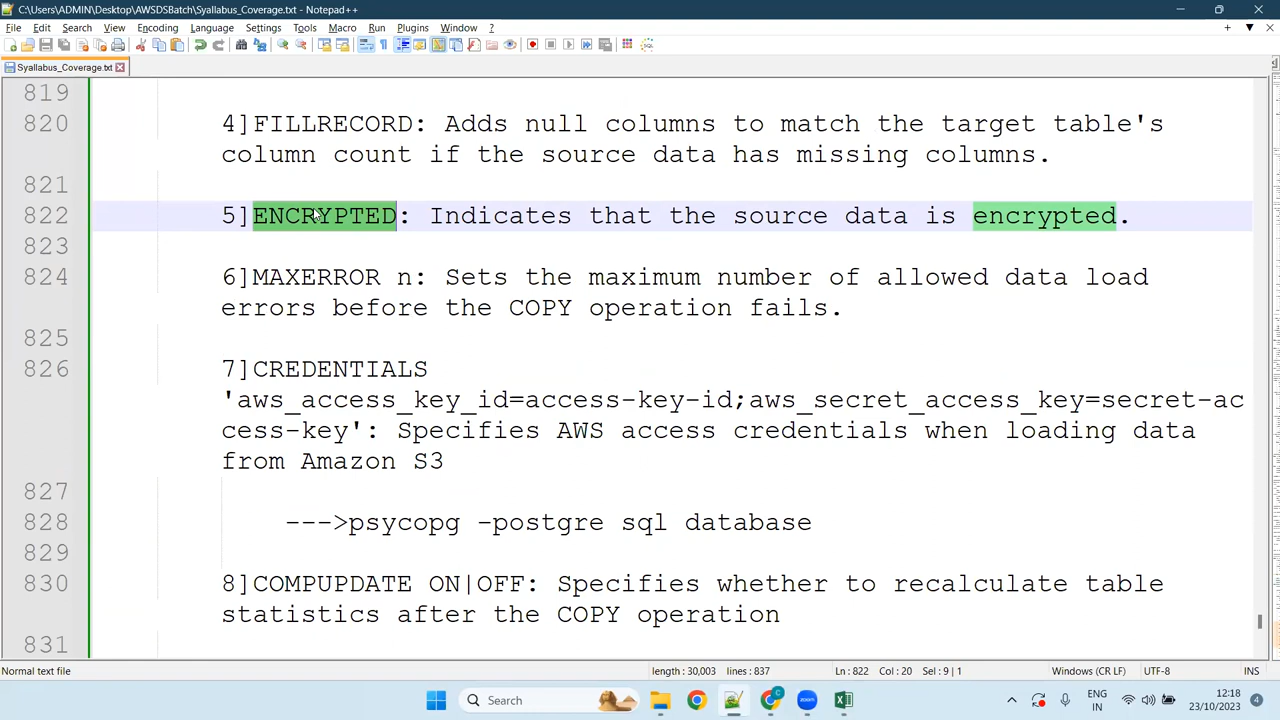 C:\Users\ADMIN\Desktop\AWSDSBatch\Syallabus_Coverage.txt - Notepad++
File Edit Search View Encoding Language Settings Tools Macro Run Plugins Window ?
Syallabus_Coverage.txt
819
820 4]FILLRECORD: Adds null columns to match the target table's
column count if the source data has missing columns.
821
822 5]ENCRYPTED: Indicates that the source data is encrypted.
823
824 6]MAXERROR n: Sets the maximum number of allowed data load
errors before the COPY operation fails.
825
826 7]CREDENTIALS
'aws_access_key_id=access-key-id;aws_secret_access_key=secret-ac
cess-key': Specifies AWS access credentials when loading data
from Amazon S3
827
828 --->psycopg -postgre sql database
829
830 8]COMPUPDATE ON|OFF: Specifies whether to recalculate table
statistics after the COPY operation
831
Normal text file length : 30,003 lines : 837 Ln : 822 Col : 20 Sel : 9 | 1 Windows (CR LF) UTF-8 INS
Search ENG 12:18
IN 23/10/2023 4